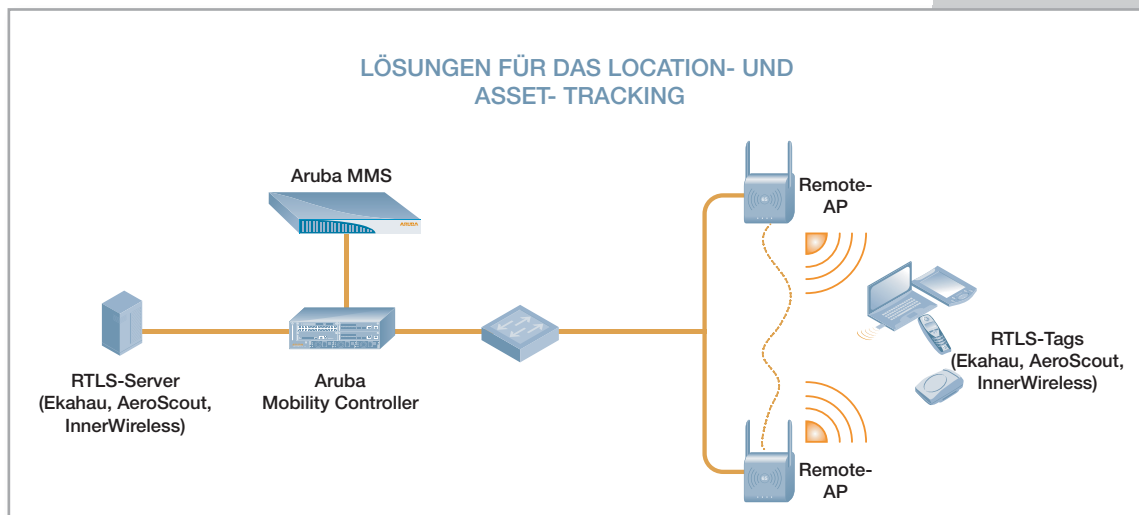 LÖSUNGEN FÜR DAS LOCATION- UND
ASSET- TRACKING
Aruba MMS
Remote-
AP
RTLS-Server
(Ekahau, AeroScout,
InnerWireless)
Aruba
Mobility Controller
RTLS-Tags
(Ekahau, AeroScout,
InnerWireless)
Remote-
AP